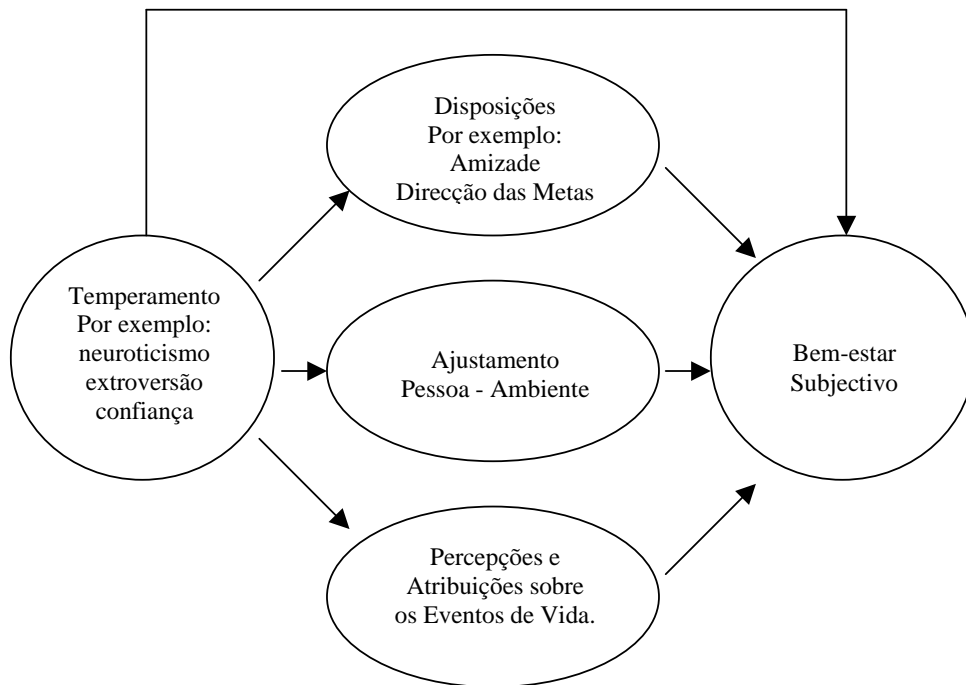 Disposições
Por exemplo:
Amizade
Direcção das Metas
Temperamento
Por exemplo:
neuroticismo
extroversão
confiança
Ajustamento
Pessoa - Ambiente
Bem-estar
Subjectivo
Percepções e
Atribuições sobre
os Eventos de Vida.